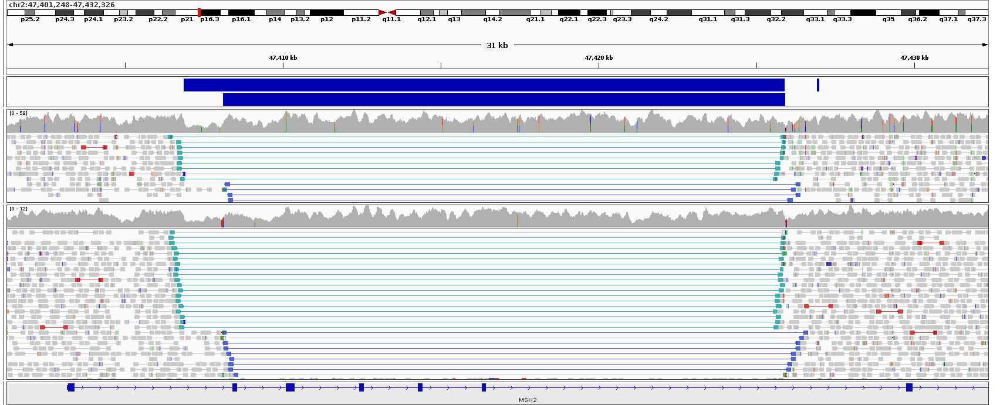 chr2:47,401,248-47,432,326
p25.2 p24.3 p24.1 p23.2 p22.2 p21 p16.3 p16.1 p14 p13.2 p12 p11.2 q11.1 q12.1 q13 q14.2 q21.1 q22.1 q22.3 q23.3 q24.2 q31.1 q31.3 q32.2 q33.1 q33.3 q35 q36.2 q37.1 q37.3
31 kb
47,410 kb 47,420 kb 47,430 kb
[0 - 58]
[0 - 72]
MSH2